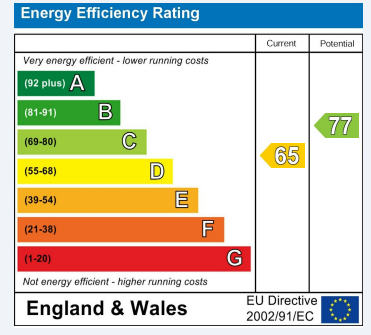 Energy Efficiency Rating
Current Potential
Very energy efficient - lower running costs
(92 plus) A
(81-91) B
(69-80) C
(55-68) D
(39-54) E
(21-38) F
(1-20) G
65
77
Not energy efficient - higher running costs
England & Wales
EU Directive
2002/91/EC